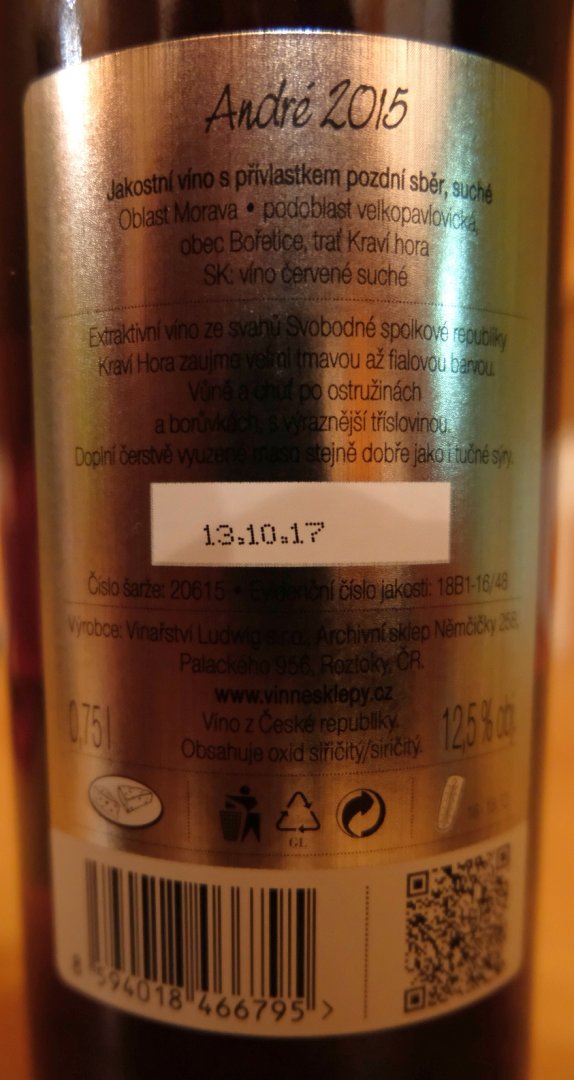 André 2015
Jakostní víno s přívlastkem pozdní sběr, suché
Oblast Morava • podoblast velkopavlovická,
obec Bořetice, trať Kraví hora
SK: víno červené suché
Extraktivní víno ze svahů Svobodné spolkové republiky
Kraví Hora zaujme velmi tmavou až fialovou barvou.
Vůně a chuť po ostružinách
a borůvkách, s výraznější tříslovinou.
Doplní čerstvě vyuzené maso stejně dobře jako i tučné sýry.
13.10.17
Číslo šarže: 20615 • Evidenční číslo jakosti: 18B1-16/48
Výrobce: Vinařství Ludwig s.r.o., Archivní sklep Němčičky 258,
Palackého 956, Roztoky, ČR.
www.vinnesklepy.cz
0,75 l
Víno z České republiky.
12,5 % obj.
Obsahuje oxid siřičitý/siričitý.
GL
8 594018 466795 >